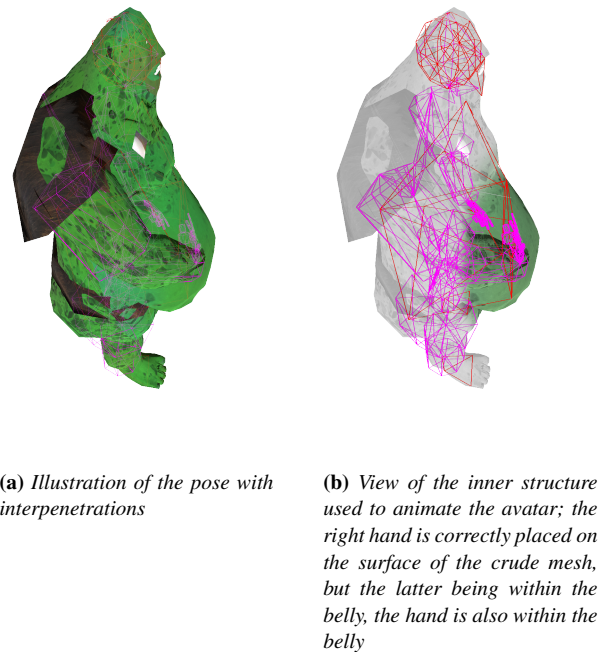 (a) Illustration of the pose with
interpenetrations
(b) View of the inner structure
used to animate the avatar; the
right hand is correctly placed on
the surface of the crude mesh,
but the latter being within the
belly, the hand is also within the
belly